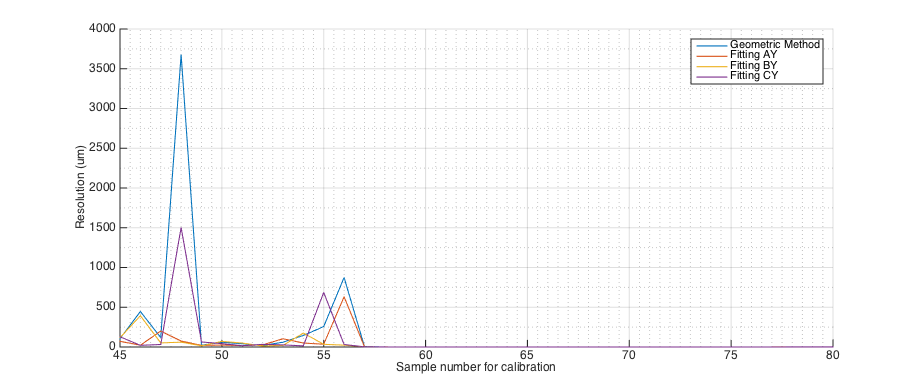 4000
3500
3000
2500
2000
1500
1000
500
0
Resolution (um)
45 50 55 60 65 70 75 80
Sample number for calibration
Geometric Method
Fitting AY
Fitting BY
Fitting CY